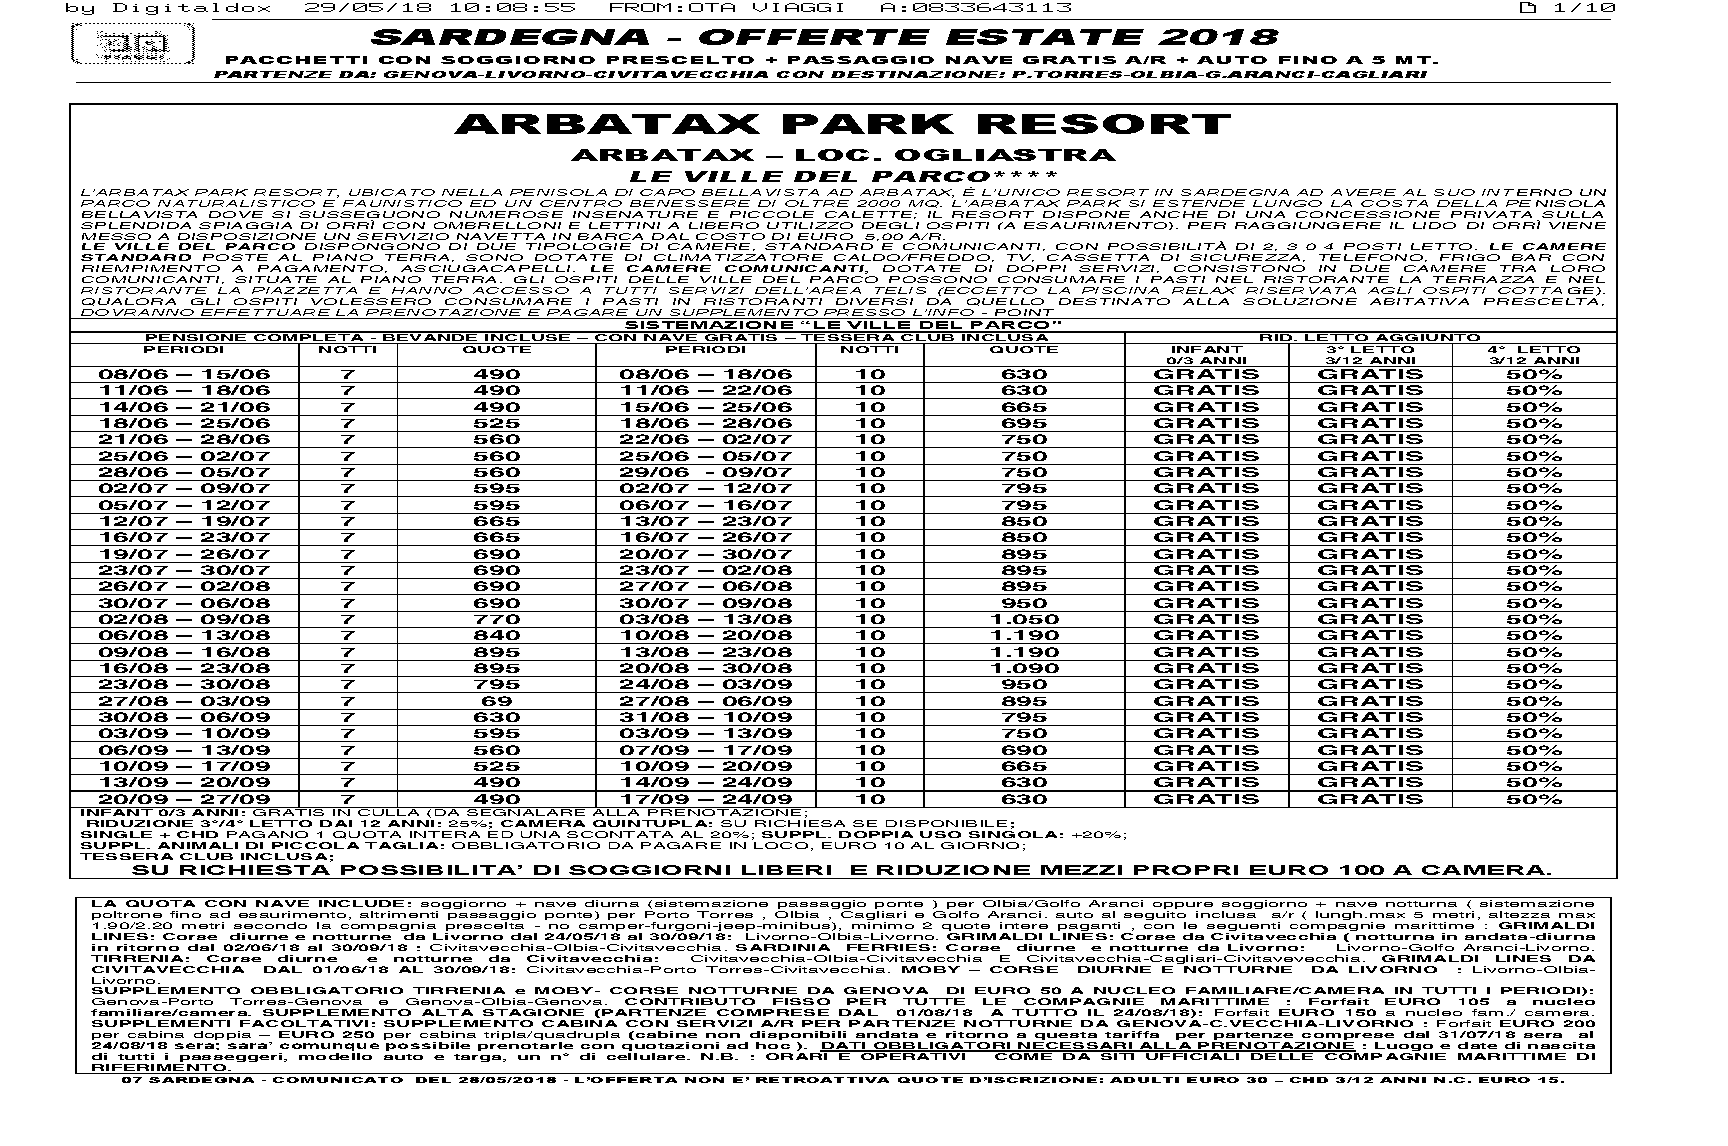 by Digitaldox 29/05/18 10:08:55 FROM:OTA VIAGGI A:0833643113 1/10
SARDEGNA - OFFERTE ESTATE 2018
PACCHETTI CON SOGGIORNO PRESCELTO + PASSAGGIO NAVE GRATIS A/R + AUTO FINO A 5 MT.
PARTENZE DA: GENOVA-LIVORNO-CIVITAVECCHIA CON DESTINAZIONE: P.TORRES-OLBIA-G.ARANCI-CAGLIARI
ARBATAX PARK RESORT
ARBATAX – LOC. OGLIASTRA
LE VILLE DEL PARCO****
L'ARBATAX PARK RESORT, UBICATO NELLA PENISOLA DI CAPO BELLAVISTA AD ARBATAX, È L'UNICO RESORT IN SARDEGNA AD AVERE AL SUO INTERNO UN
PARCO NATURALISTICO E FAUNISTICO ED UN CENTRO BENESSERE DI OLTRE 2000 MQ. L'ARBATAX PARK SI ESTENDE LUNGO LA COSTA DELLA PENISOLA
BELLAVISTA DOVE SI SUSSEGUONO NUMEROSE INSENATURE E PICCOLE CALETTE; IL RESORT DISPONE ANCHE DI UNA CONCESSIONE PRIVATA SULLA
SPLENDIDA SPIAGGIA DI ORRÌ CON OMBRELLONI E LETTINI A LIBERO UTILIZZO DEGLI OSPITI (A ESAURIMENTO). PER RAGGIUNGERE IL LIDO DI ORRÌ VIENE
MESSO A DISPOSIZIONE UN SERVIZIO NAVETTA IN BARCA DAL COSTO DI EURO 5,00 A/R.
LE VILLE DEL PARCO DISPONGONO DI DUE TIPOLOGIE DI CAMERE, STANDARD E COMUNICANTI, CON POSSIBILITÀ DI 2, 3 O 4 POSTI LETTO. LE CAMERE
STANDARD POSTE AL PIANO TERRA, SONO DOTATE DI CLIMATIZZATORE CALDO/FREDDO, TV, CASSETTA DI SICUREZZA, TELEFONO, FRIGO BAR CON
RIEMPIMENTO A PAGAMENTO, ASCIUGACAPELLI. LE CAMERE COMUNICANTI, DOTATE DI DOPPI SERVIZI, CONSISTONO IN DUE CAMERE TRA LORO
COMUNICANTI, SITUATE AL PIANO TERRA. GLI OSPITI DELLE VILLE DEL PARCO POSSONO CONSUMARE I PASTI NEL RISTORANTE LA TERRAZZA E NEL
RISTORANTE LA PIAZZETTA E HANNO ACCESSO A TUTTI SERVIZI DELL'AREA TELIS (ECCETTO LA PISCINA RELAX RISERVATA AGLI OSPITI COTTAGE).
QUALORA GLI OSPITI VOLESSERO CONSUMARE I PASTI IN RISTORANTI DIVERSI DA QUELLO DESTINATO ALLA SOLUZIONE ABITATIVA PRESCELTA,
DOVRANNO EFFETTUARE LA PRENOTAZIONE E PAGARE UN SUPPLEMENTO PRESSO L'INFO - POINT
SISTEMAZIONE “LE VILLE DEL PARCO”
PENSIONE COMPLETA - BEVANDE INCLUSE – CON NAVE GRATIS – TESSERA CLUB INCLUSA RID. LETTO AGGIUNTO
PERIODI NOTTI QUOTE PERIODI NOTTI QUOTE INFANT 3° LETTO 4° LETTO
0/3 ANNI 3/12 ANNI 3/12 ANNI
08/06 – 15/06 7 490 08/06 – 18/06 10 630 GRATIS GRATIS 50%
11/06 – 18/06 7 490 11/06 – 22/06 10 630 GRATIS GRATIS 50%
14/06 – 21/06 7 490 15/06 – 25/06 10 665 GRATIS GRATIS 50%
18/06 – 25/06 7 525 18/06 – 28/06 10 695 GRATIS GRATIS 50%
21/06 – 28/06 7 560 22/06 – 02/07 10 750 GRATIS GRATIS 50%
25/06 – 02/07 7 560 25/06 – 05/07 10 750 GRATIS GRATIS 50%
28/06 – 05/07 7 560 29/06 - 09/07 10 750 GRATIS GRATIS 50%
02/07 – 09/07 7 595 02/07 – 12/07 10 795 GRATIS GRATIS 50%
05/07 – 12/07 7 595 06/07 – 16/07 10 795 GRATIS GRATIS 50%
12/07 – 19/07 7 665 13/07 – 23/07 10 850 GRATIS GRATIS 50%
16/07 – 23/07 7 665 16/07 – 26/07 10 850 GRATIS GRATIS 50%
19/07 – 26/07 7 690 20/07 – 30/07 10 895 GRATIS GRATIS 50%
23/07 – 30/07 7 690 23/07 – 02/08 10 895 GRATIS GRATIS 50%
26/07 – 02/08 7 690 27/07 – 06/08 10 895 GRATIS GRATIS 50%
30/07 – 06/08 7 690 30/07 – 09/08 10 950 GRATIS GRATIS 50%
02/08 – 09/08 7 770 03/08 – 13/08 10 1.050 GRATIS GRATIS 50%
06/08 – 13/08 7 840 10/08 – 20/08 10 1.190 GRATIS GRATIS 50%
09/08 – 16/08 7 895 13/08 – 23/08 10 1.190 GRATIS GRATIS 50%
16/08 – 23/08 7 895 20/08 – 30/08 10 1.090 GRATIS GRATIS 50%
23/08 – 30/08 7 795 24/08 – 03/09 10 950 GRATIS GRATIS 50%
27/08 – 03/09 7 69 27/08 – 06/09 10 895 GRATIS GRATIS 50%
30/08 – 06/09 7 630 31/08 – 10/09 10 795 GRATIS GRATIS 50%
03/09 – 10/09 7 595 03/09 – 13/09 10 750 GRATIS GRATIS 50%
06/09 – 13/09 7 560 07/09 – 17/09 10 690 GRATIS GRATIS 50%
10/09 – 17/09 7 525 10/09 – 20/09 10 665 GRATIS GRATIS 50%
13/09 – 20/09 7 490 14/09 – 24/09 10 630 GRATIS GRATIS 50%
20/09 – 27/09 7 490 17/09 – 24/09 10 630 GRATIS GRATIS 50%
INFANT 0/3 ANNI: GRATIS IN CULLA (DA SEGNALARE ALLA PRENOTAZIONE;
RIDUZIONE 3°/4° LETTO DAI 12 ANNI: 25%; CAMERA QUINTUPLA: SU RICHIESA SE DISPONIBILE;
SINGLE + CHD PAGANO 1 QUOTA INTERA ED UNA SCONTATA AL 20%; SUPPL. DOPPIA USO SINGOLA: +20%;
SUPPL. ANIMALI DI PICCOLA TAGLIA: OBBLIGATORIO DA PAGARE IN LOCO, EURO 10 AL GIORNO;
TESSERA CLUB INCLUSA;
SU RICHIESTA POSSIBILITA' DI SOGGIORNI LIBERI E RIDUZIONE MEZZI PROPRI EURO 100 A CAMERA.
LA QUOTA CON NAVE INCLUDE: soggiorno + nave diurna (sistemazione passaggio ponte ) per Olbia/Golfo Aranci oppure soggiorno + nave notturna ( sistemazione
poltrone fino ad essurimento, altrimenti passaggio ponte) per Porto Torres , Olbia , Cagliari e Golfo Aranci. auto al seguito inclusa a/r ( lungh.max 5 metri, altezza max
1.90/2.20 metri secondo la compagnia prescelta - no camper-furgoni-jeep-minibus), minimo 2 quote intere paganti , con le seguenti compagnie marittime : GRIMALDI
LINES: Corse diurne e notturne da Livorno dal 24/05/18 al 30/09/18: Livorno-Olbia-Livorno. GRIMALDI LINES: Corse da Civitavecchia ( notturna in andata-diurna
in ritorno dal 02/06/18 al 30/09/18 : Civitavecchia-Olbia-Civitavecchia. SARDINIA FERRIES: Corse diurne e notturne da Livorno: Livorno-Golfo Aranci-Livorno.
TIRRENIA: Corse diurne e notturne da Civitavecchia: Civitavecchia-Olbia-Civitavecchia E Civitavecchia-Cagliari-Civitavevecchia. GRIMALDI LINES DA
CIVITAVECCHIA DAL 01/06/18 AL 30/09/18: Civitavecchia-Porto Torres-Civitavecchia. MOBY – CORSE DIURNE E NOTTURNE DA LIVORNO : Livorno-Olbia-
Livorno.
SUPPLEMENTO OBBLIGATORIO TIRRENIA e MOBY- CORSE NOTTURNE DA GENOVA DI EURO 50 A NUCLEO FAMILIARE/CAMERA IN TUTTI I PERIODI):
Genova-Porto Torres-Genova e Genova-Olbia-Genova. CONTRIBUTO FISSO PER TUTTE LE COMPAGNIE MARITTIME : Forfait EURO 105 a nucleo
familiare/camera. SUPPLEMENTO ALTA STAGIONE (PARTENZE COMPRESE DAL 01/08/18 A TUTTO IL 24/08/18): Forfait EURO 150 a nucleo fam./ camera.
SUPPLEMENTI FACOLTATIVI: SUPPLEMENTO CABINA CON SERVIZI A/R PER PARTENZE NOTTURNE DA GENOVA-C.VECCHIA-LIVORNO : Forfait EURO 200
per cabina doppia – EURO 250 per cabina tripla/quadrupla (cabine non disponibili andata e ritorno a questa tariffa per partenze comprese dal 31/07/18 sera al
24/08/18 sera; sara' comunque possibile prenotarle con quotazioni ad hoc ). DATI OBBLIGATORI NECESSARI ALLA PRENOTAZIONE : Luogo e date di nascita
di tutti i passeggeri, modello auto e targa, un n° di cellulare. N.B. : ORARI E OPERATIVI COME DA SITI UFFICIALI DELLE COMPAGNIE MARITTIME DI
RIFERIMENTO.
07 SARDEGNA - COMUNICATO DEL 28/05/2018 - L'OFFERTA NON E' RETROATTIVA QUOTE D'ISCRIZIONE: ADULTI EURO 30 – CHD 3/12 ANNI N.C. EURO 15.